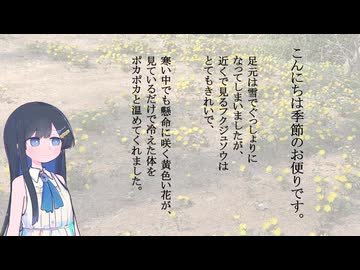 こんにちは季節のお便りです。
足元は雪でぐっしょりに
なってしまいましたが、
近くで見るフクジュソウは
とてもきれいで、
寒い中でも懸命に咲く黄色い花が、
見ているだけで冷えた体を
ポカポカと温めてくれました。